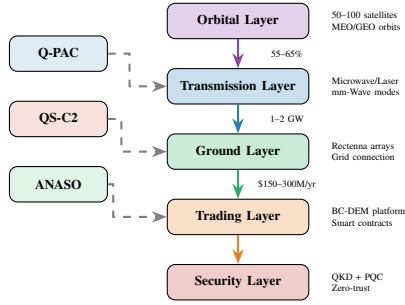 Orbital Layer
50–100 satellites
MEO/GEO orbits
Q-PAC
55–65%
Transmission Layer
Microwave/Laser
mm-Wave modes
QS-C2
1–2 GW
Ground Layer
Rectenna arrays
Grid connection
ANASO
$150–300M/yr
Trading Layer
BC-DEM platform
Smart contracts
Security Layer
QKD + PQC
Zero-trust